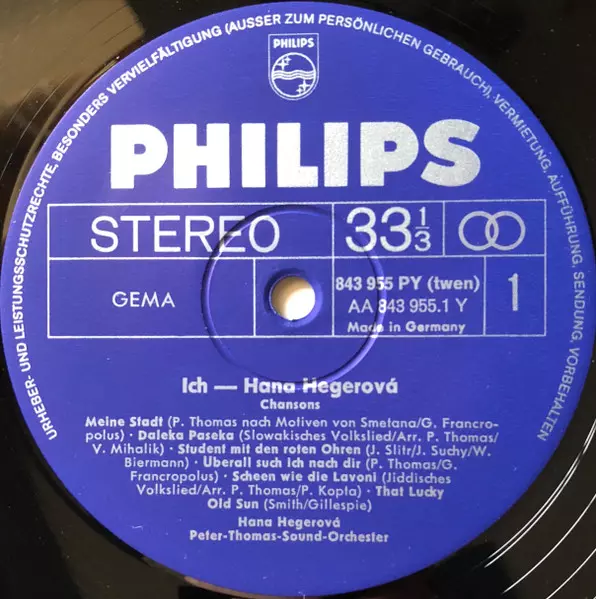 URHEBER- UND LEISTUNGSSCHUTZRECHTE, BESONDERS VERVIELFÄLTIGUNG (AUSSER ZUM PERSÖNLICHEN GEBRAUCH), VERMIETUNG, AUFFÜHRUNG, SENDUNG, VORBEHALTEN
PHILIPS
PHILIPS
STEREO
33⅓
GEMA
843 955 PY (twen)
AA 843 955.1 Y
Made in Germany
1
Ich — Hana Hegerová
Chansons
Meine Stadt (P. Thomas nach Motiven von Smetana/G. Francro-
polus) · Daleka Paseka (Slowakisches Volkslied/Arr. P. Thomas/
V. Mihalik) · Student mit den roten Ohren (J. Slitr/J. Suchy/W.
Biermann) · Überall such ich nach dir (P. Thomas/G.
Francropolus) · Scheen wie die Lavoni (Jiddisches
Volkslied/Arr. P. Thomas/P. Kopta) · That Lucky
Old Sun (Smith/Gillespie)
Hana Hegerová
Peter-Thomas-Sound-Orchester